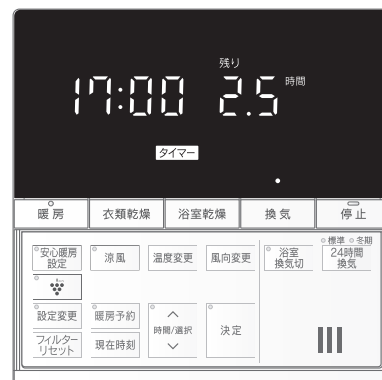 残り
17:00 2.5 時間
タイマー
暖房 衣類乾燥 浴室乾燥 換気 停止
標準 冬期
安心暖房
設定
涼風 温度変更 風向変更
浴室
換気切
24時間
換気
設定変更 暖房予約
時間/選択
決定
フィルター
リセット
現在時刻